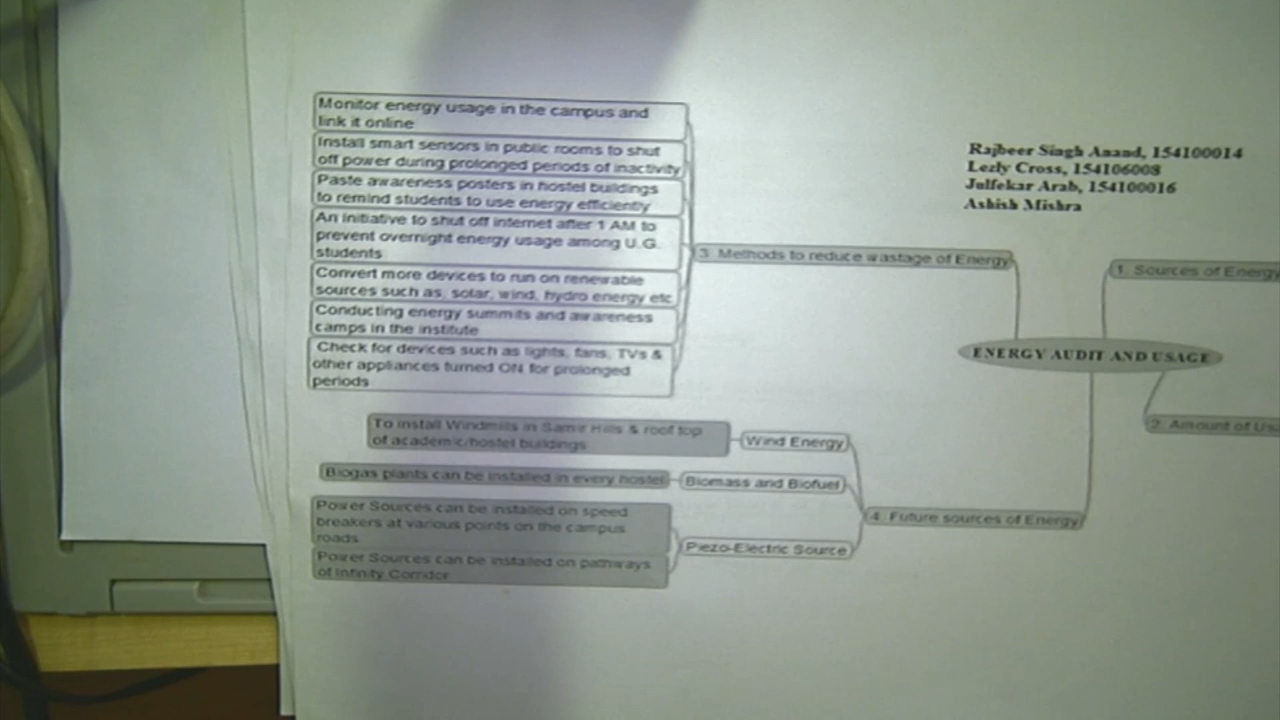 Monitor energy usage in the campus and
link it online
Install smart sensors in public rooms to shut
off power during prolonged periods of inactivity
Paste awareness posters in hostel buildings
to remind students to use energy efficiently
An initiative to shut off internet after 1 AM to
prevent overnight energy usage among U.G.
students
Convert more devices to run on renewable
sources such as, solar, wind, hydro energy etc
Conducting energy summits and awareness
camps in the institute
Check for devices such as lights, fans, TVs &
other appliances turned ON for prolonged
periods
3. Methods to reduce wastage of Energy
Rajbeer Singh Anand, 154100014
Lezly Cross, 154106008
Julfekar Arab, 154100016
Ashish Mishra
1. Sources of Energy
ENERGY AUDIT AND USAGE
2. Amount of
To install Windmills in Samir Hills & roof top
of academic/hostel buildings
Wind Energy
Biogas plants can be installed in every hostel
Biomass and Biofuel
Power Sources can be installed on speed
breakers at various points on the campus
roads
Power Sources can be installed on pathways
of Infinity Corridor
Piezo-Electric Source
4. Future sources of Energy